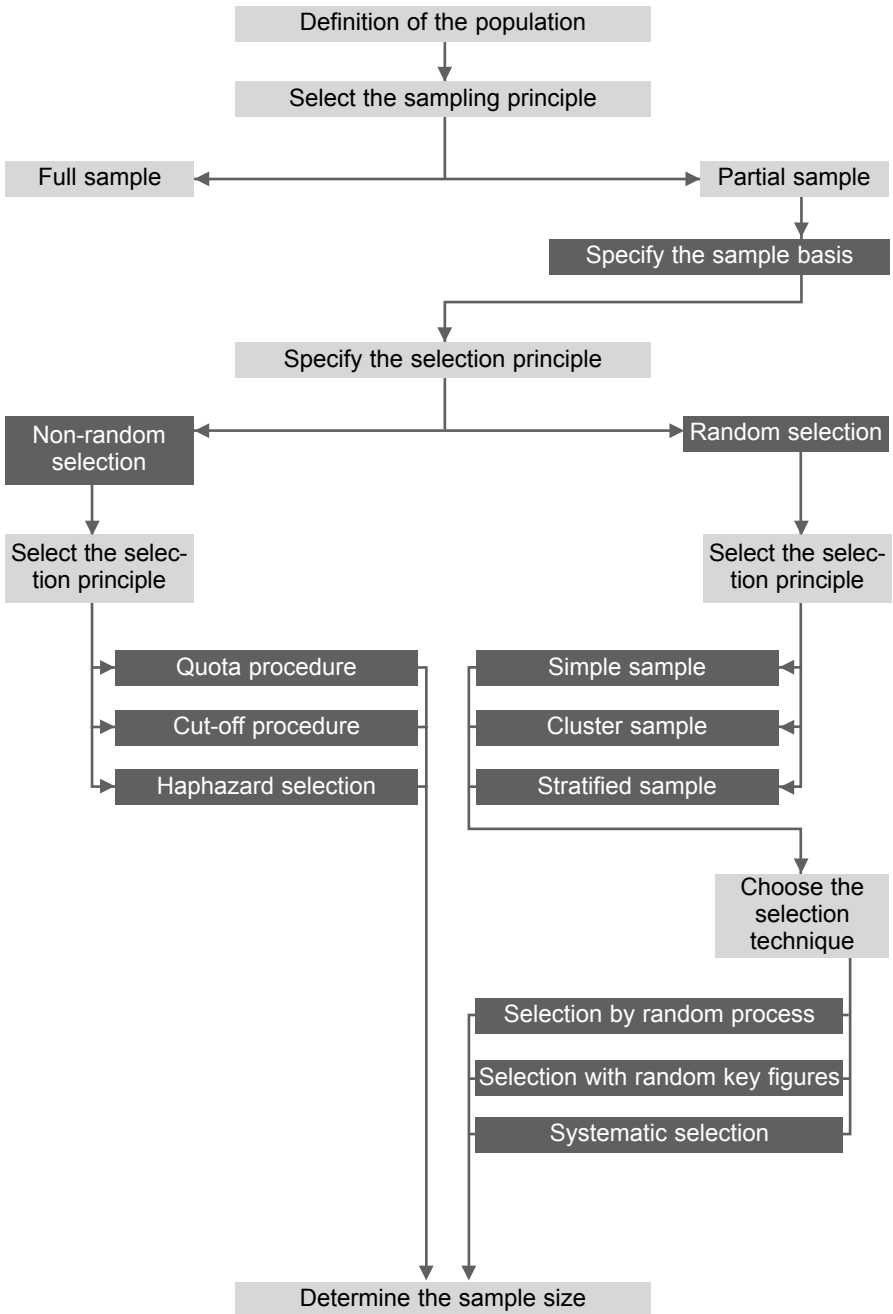 Definition of the population
Select the sampling principle
Full sample
Partial sample
Specify the sample basis
Specify the selection principle
Non-random
selection
Random selection
Select the selec-
tion principle
Select the selec-
tion principle
Quota procedure
Cut-off procedure
Haphazard selection
Simple sample
Cluster sample
Stratified sample
Choose the
selection
technique
Selection by random process
Selection with random key figures
Systematic selection
Determine the sample size